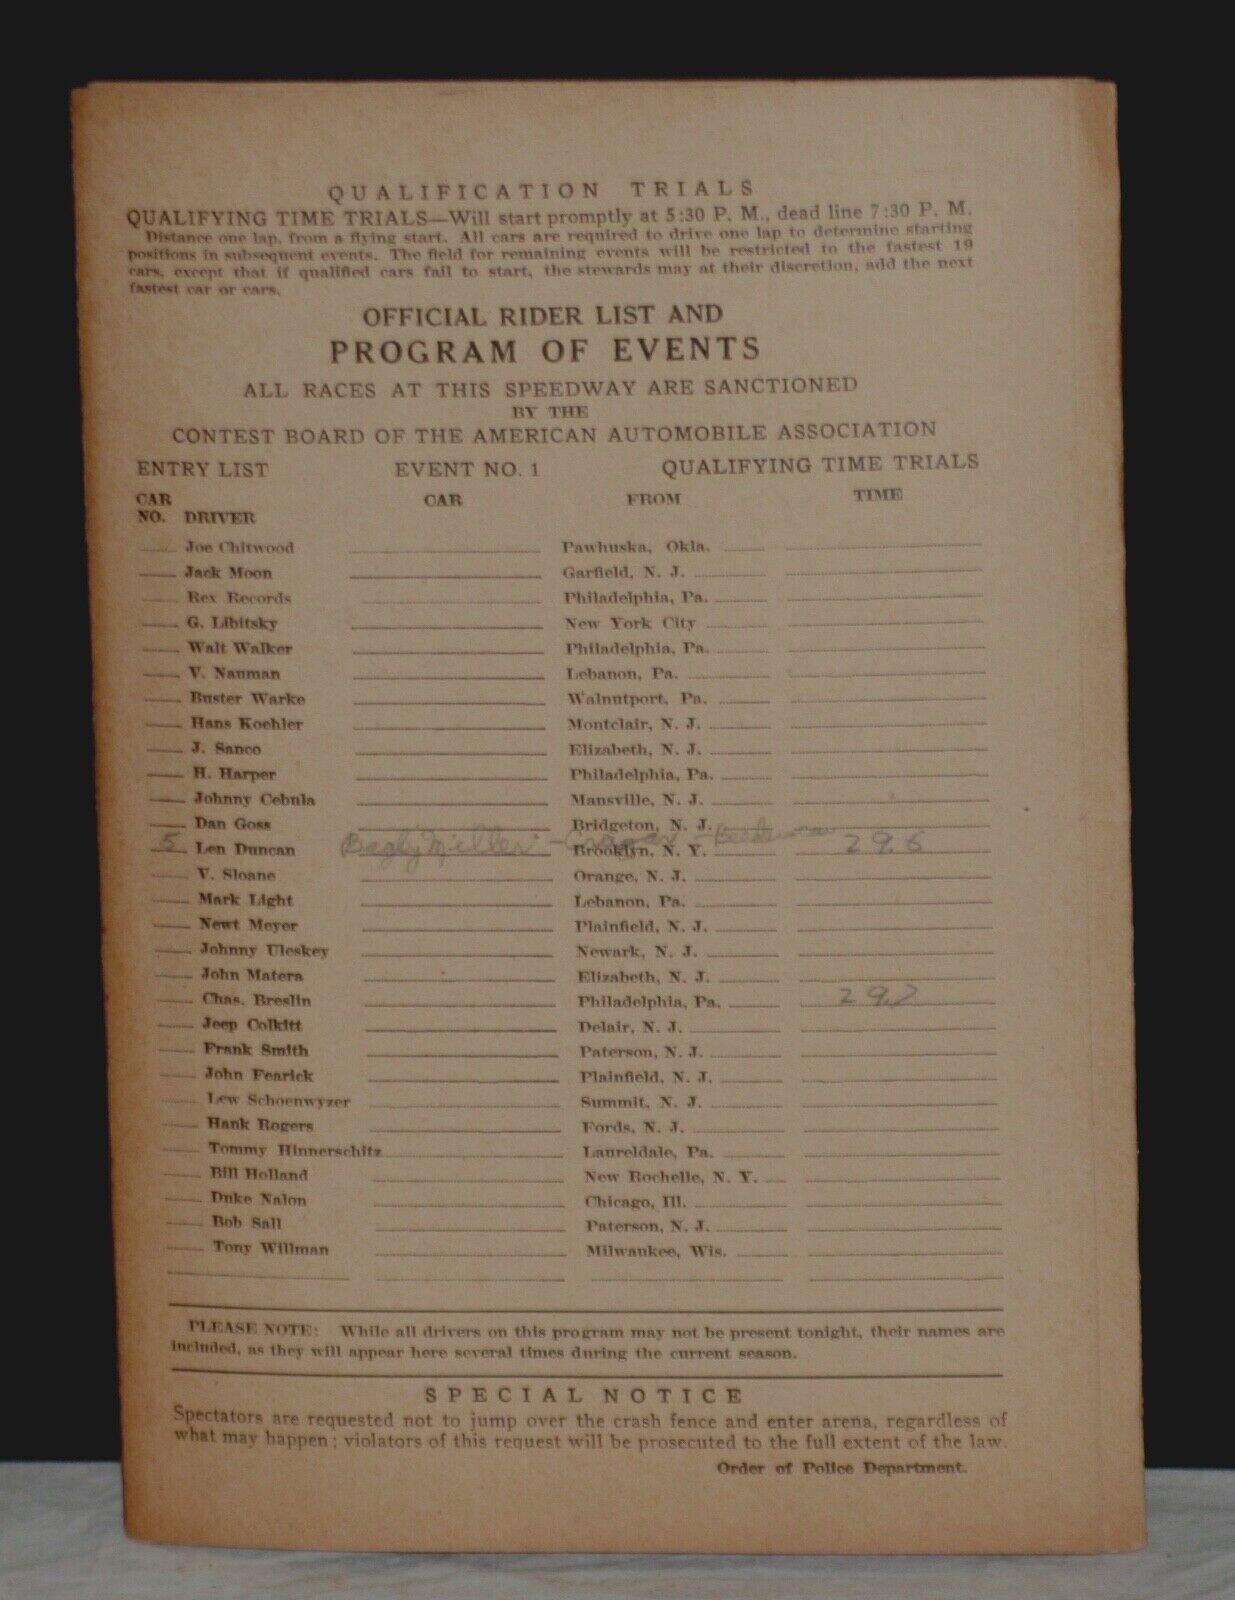 QUALIFICATION TRIALS
QUALIFYING TIME TRIALS—Will start promptly at 5:30 P. M., dead line 7:30 P. M.
Distance one lap, from a flying start. All cars are required to drive one lap to determine starting
positions in subsequent events. The field for remaining events will be restricted to the fastest 19
cars, except that if qualified cars fail to start, the stewards may at their discretion, add the next
fastest car or cars.
OFFICIAL RIDER LIST AND
PROGRAM OF EVENTS
ALL RACES AT THIS SPEEDWAY ARE SANCTIONED
BY THE
CONTEST BOARD OF THE AMERICAN AUTOMOBILE ASSOCIATION
ENTRY LIST EVENT NO. 1 QUALIFYING TIME TRIALS
CAR CAR FROM TIME
NO. DRIVER
Joe Chitwood Pawhuska, Okla.
Jack Moon Garfield, N. J.
Rex Records Philadelphia, Pa.
G. Libitsky New York City
Walt Walker Philadelphia, Pa.
V. Nauman Lebanon, Pa.
Buster Warke Walnutport, Pa.
Hans Koehler Montclair, N. J.
J. Sanco Elizabeth, N. J.
H. Harper Philadelphia, Pa.
Johnny Cebula Mansville, N. J.
Dan Goss Bridgeton, N. J.
5 Len Duncan Bagly Miller Brooklyn, N. Y. 29.6
V. Sloane Orange, N. J.
Mark Light Lebanon, Pa.
Newt Meyer Plainfield, N. J.
Johnny Uleskey Newark, N. J.
John Matera Elizabeth, N. J.
Chas. Breslin Philadelphia, Pa. 29.7
Jeep Colkitt Delair, N. J.
Frank Smith Paterson, N. J.
John Fearick Plainfield, N. J.
Lew Schoenwyzer Summit, N. J.
Hank Rogers Fords, N. J.
Tommy Hinnerschitz Laureldale, Pa.
Bill Holland New Rochelle, N. Y.
Duke Nalon Chicago, Ill.
Bob Sall Paterson, N. J.
Tony Willman Milwaukee, Wis.
PLEASE NOTE: While all drivers on this program may not be present tonight, their names are
included, as they will appear here several times during the current season.
SPECIAL NOTICE
Spectators are requested not to jump over the crash fence and enter arena, regardless of
what may happen; violators of this request will be prosecuted to the full extent of the law.
Order of Police Department.